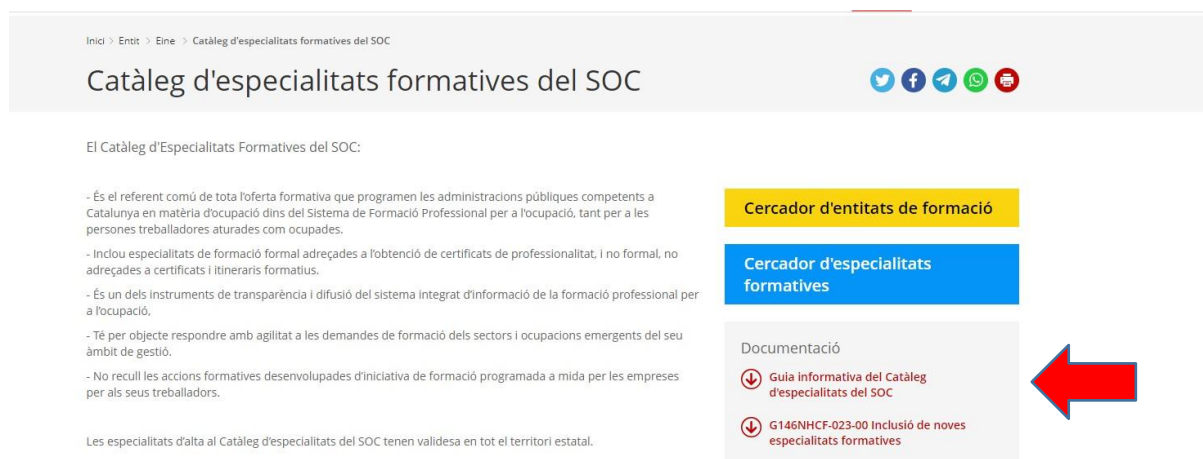 Inici > Entit > Eine > Catàleg d'especialitats formatives del SOC
Catàleg d'especialitats formatives del SOC
El Catàleg d'Especialitats Formatives del SOC:
- És el referent comú de tota l'oferta formativa que programen les administracions públiques competents a
Catalunya en matèria d'ocupació dins del Sistema de Formació Professional per a l'ocupació, tant per a les
persones treballadores aturades com ocupades.
- Inclou especialitats de formació formal adreçades a l'obtenció de certificats de professionalitat, i no formal, no
adreçades a certificats i itineraris formatius.
- És un dels instruments de transparència i difusió del sistema integrat d'informació de la formació professional per
a l'ocupació,
- Té per objecte respondre amb agilitat a les demandes de formació dels sectors i ocupacions emergents del seu
àmbit de gestió.
- No recull les accions formatives desenvolupades d'iniciativa de formació programada a mida per les empreses
per als seus treballadors.
Les especialitats d'alta al Catàleg d'especialitats del SOC tenen validesa en tot el territori estatal.
Cercador d'entitats de formació
Cercador d'especialitats
formatives
Documentació
Guia informativa del Catàleg
d'especialitats del SOC
G146NHCF-023-00 Inclusió de noves
especialitats formatives